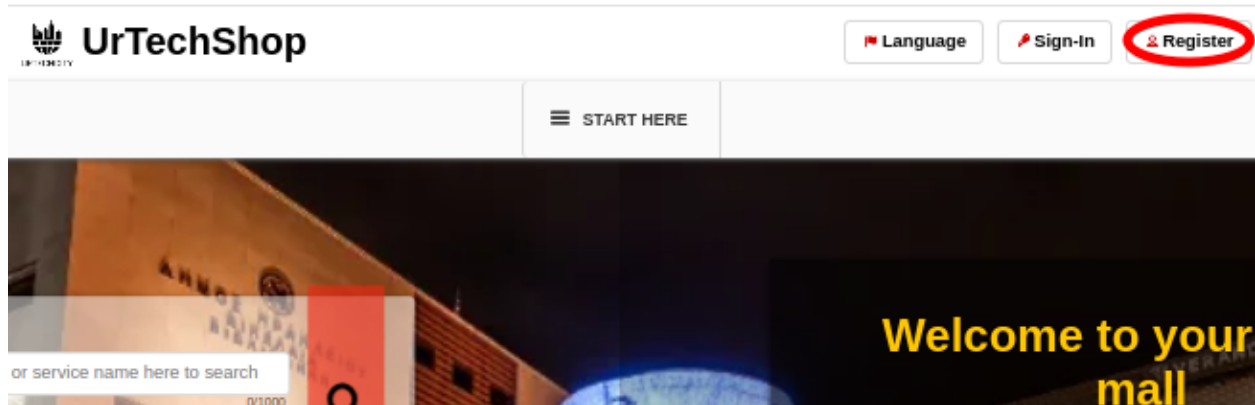 UrTechShop
Language
Sign-In
Register
START HERE
or service name here to search
0/1000
Welcome to your
mall